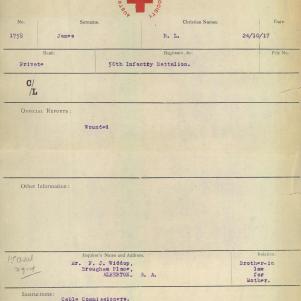 SOCIETY
No. Surname. Christian Names. Date
1758 James R. L. 24/10/17
Rank: Regiment, &c. File No.
Private 50th Infantry Battalion.
C/
/L
OFFICIAL REPORTS:
Wounded
Other Information:
Inquirer's Name and Address. Relation.
Mr. F. J. Widdup, Brother-in
Brougham Place, law
ALBERTON. S. A. for
Mother.
Instructions:
Cable Commissioners.